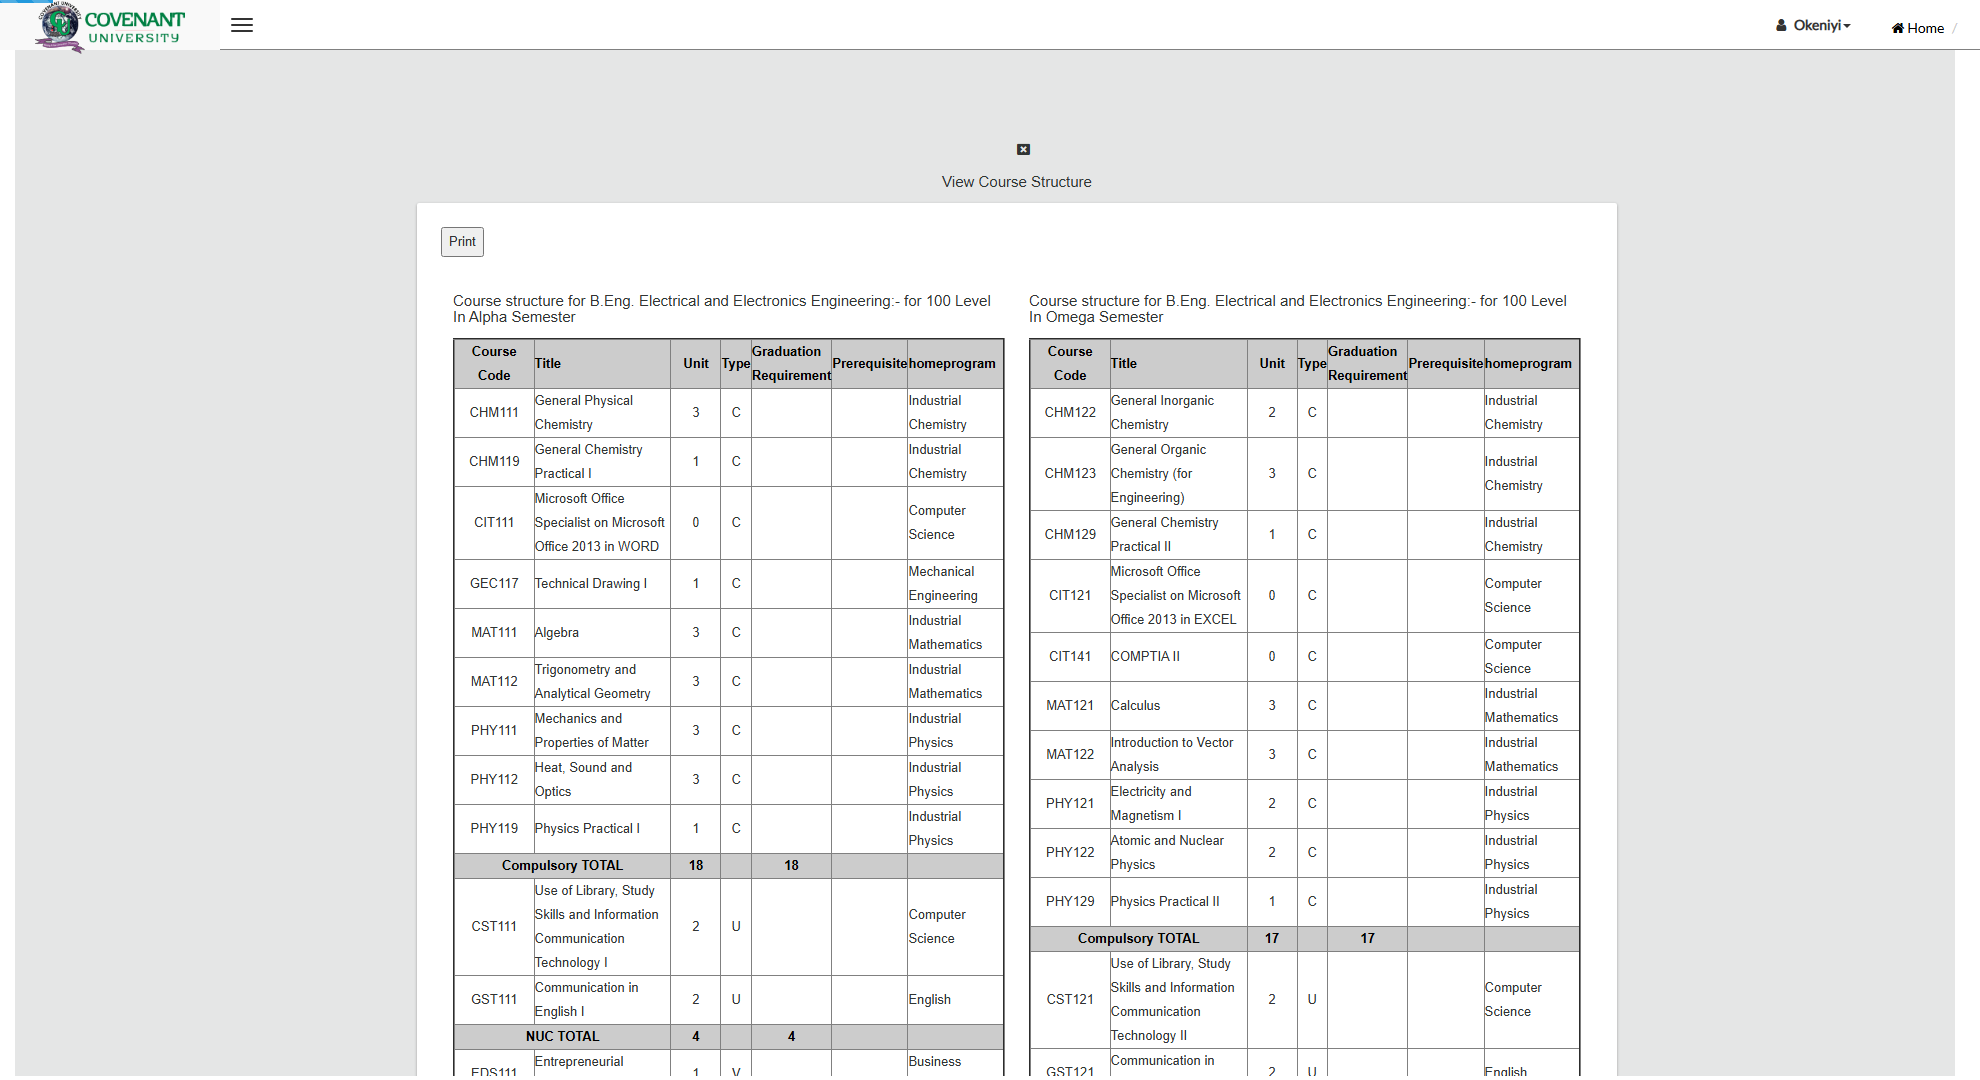 COVENANT
UNIVERSITY
Okeniyi
Home /
View Course Structure
Print
Course structure for B.Eng. Electrical and Electronics Engineering:- for 100 Level
In Alpha Semester
Course Code Title Unit Type Graduation Requirement Prerequisite homeprogram
CHM111 General Physical Chemistry 3 C Industrial Chemistry
CHM119 General Chemistry Practical I 1 C Industrial Chemistry
CIT111 Microsoft Office Specialist on Microsoft Office 2013 in WORD 0 C Computer Science
GEC117 Technical Drawing I 1 C Mechanical Engineering
MAT111 Algebra 3 C Industrial Mathematics
MAT112 Trigonometry and Analytical Geometry 3 C Industrial Mathematics
PHY111 Mechanics and Properties of Matter 3 C Industrial Physics
PHY112 Heat, Sound and Optics 3 C Industrial Physics
PHY119 Physics Practical I 1 C Industrial Physics
Compulsory TOTAL 18 18
CST111 Use of Library, Study Skills and Information Communication Technology I 2 U Computer Science
GST111 Communication in English I 2 U English
NUC TOTAL 4 4
EDS111 Entrepreneurial 1 V Business
Course structure for B.Eng. Electrical and Electronics Engineering:- for 100 Level
In Omega Semester
Course Code Title Unit Type Graduation Requirement Prerequisite homeprogram
CHM122 General Inorganic Chemistry 2 C Industrial Chemistry
CHM123 General Organic Chemistry (for Engineering) 3 C Industrial Chemistry
CHM129 General Chemistry Practical II 1 C Industrial Chemistry
CIT121 Microsoft Office Specialist on Microsoft Office 2013 in EXCEL 0 C Computer Science
CIT141 COMPTIA II 0 C Computer Science
MAT121 Calculus 3 C Industrial Mathematics
MAT122 Introduction to Vector Analysis 3 C Industrial Mathematics
PHY121 Electricity and Magnetism I 2 C Industrial Physics
PHY122 Atomic and Nuclear Physics 2 C Industrial Physics
PHY129 Physics Practical II 1 C Industrial Physics
Compulsory TOTAL 17 17
CST121 Use of Library, Study Skills and Information Communication Technology II 2 U Computer Science
GST121 Communication in 2 U English